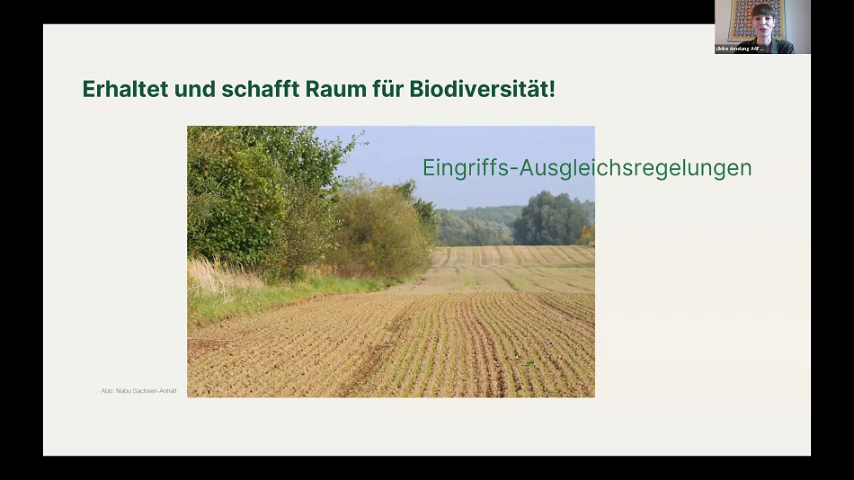 Erhaltet und schafft Raum für Biodiversität!
Eingriffs-Ausgleichsregelungen
Abb: Nabu Sachsen-Anhalt